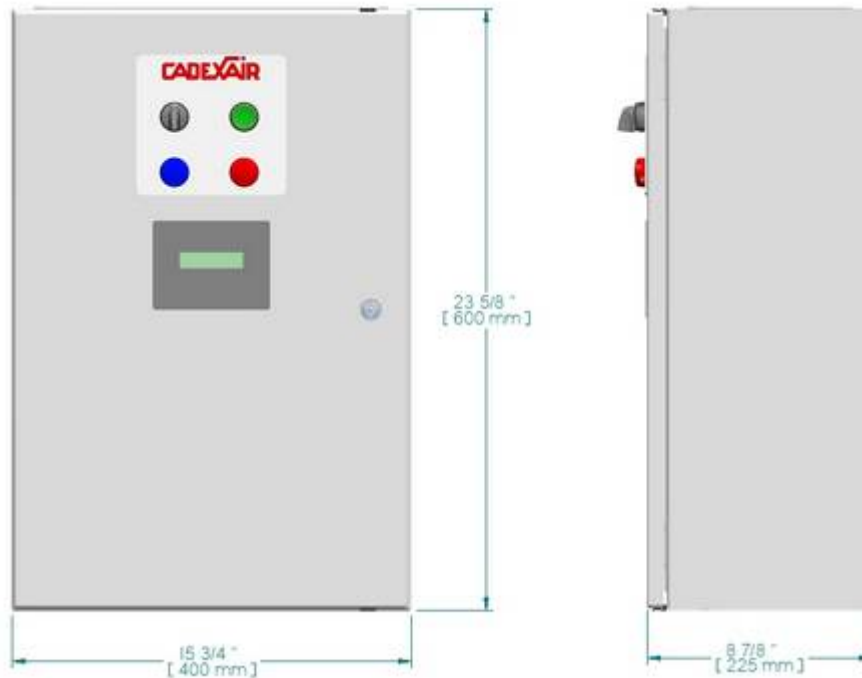 CADEXAIR
23 5/8 "
[ 600 mm ]
15 3/4 "
[ 400 mm ]
8 7/8 "
[ 225 mm ]